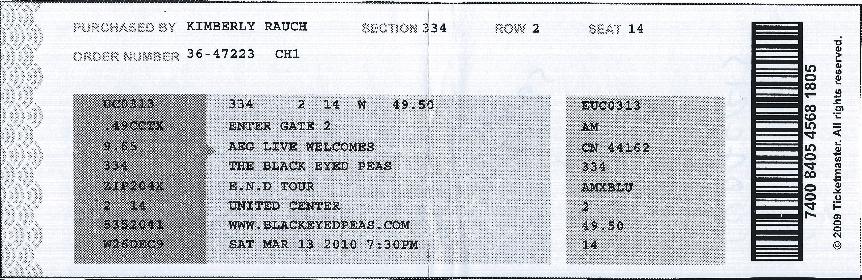 PURCHASED BY KIMBERLY RAUCH SECTION 334 ROW 2 SEAT 14
ORDER NUMBER 36-47223 CH1
UC0313 334 2 14 W 49.50 EUC0313
.49CCZX ENTER GATE 2 AM
9.65 AEG LIVE WELCOMES CN 44162
334 THE BLACK EYED PEAS 334
ZIP204X E.N.D TOUR AMXBLU
2 14 UNITED CENTER 2
5352041 WWW.BLACKEYEDPEAS.COM 49.50
W26DEC9 SAT MAR 13 2010 7:30PM 14
7400 8405 4568 1805
© 2009 Ticketmaster. All rights reserved.